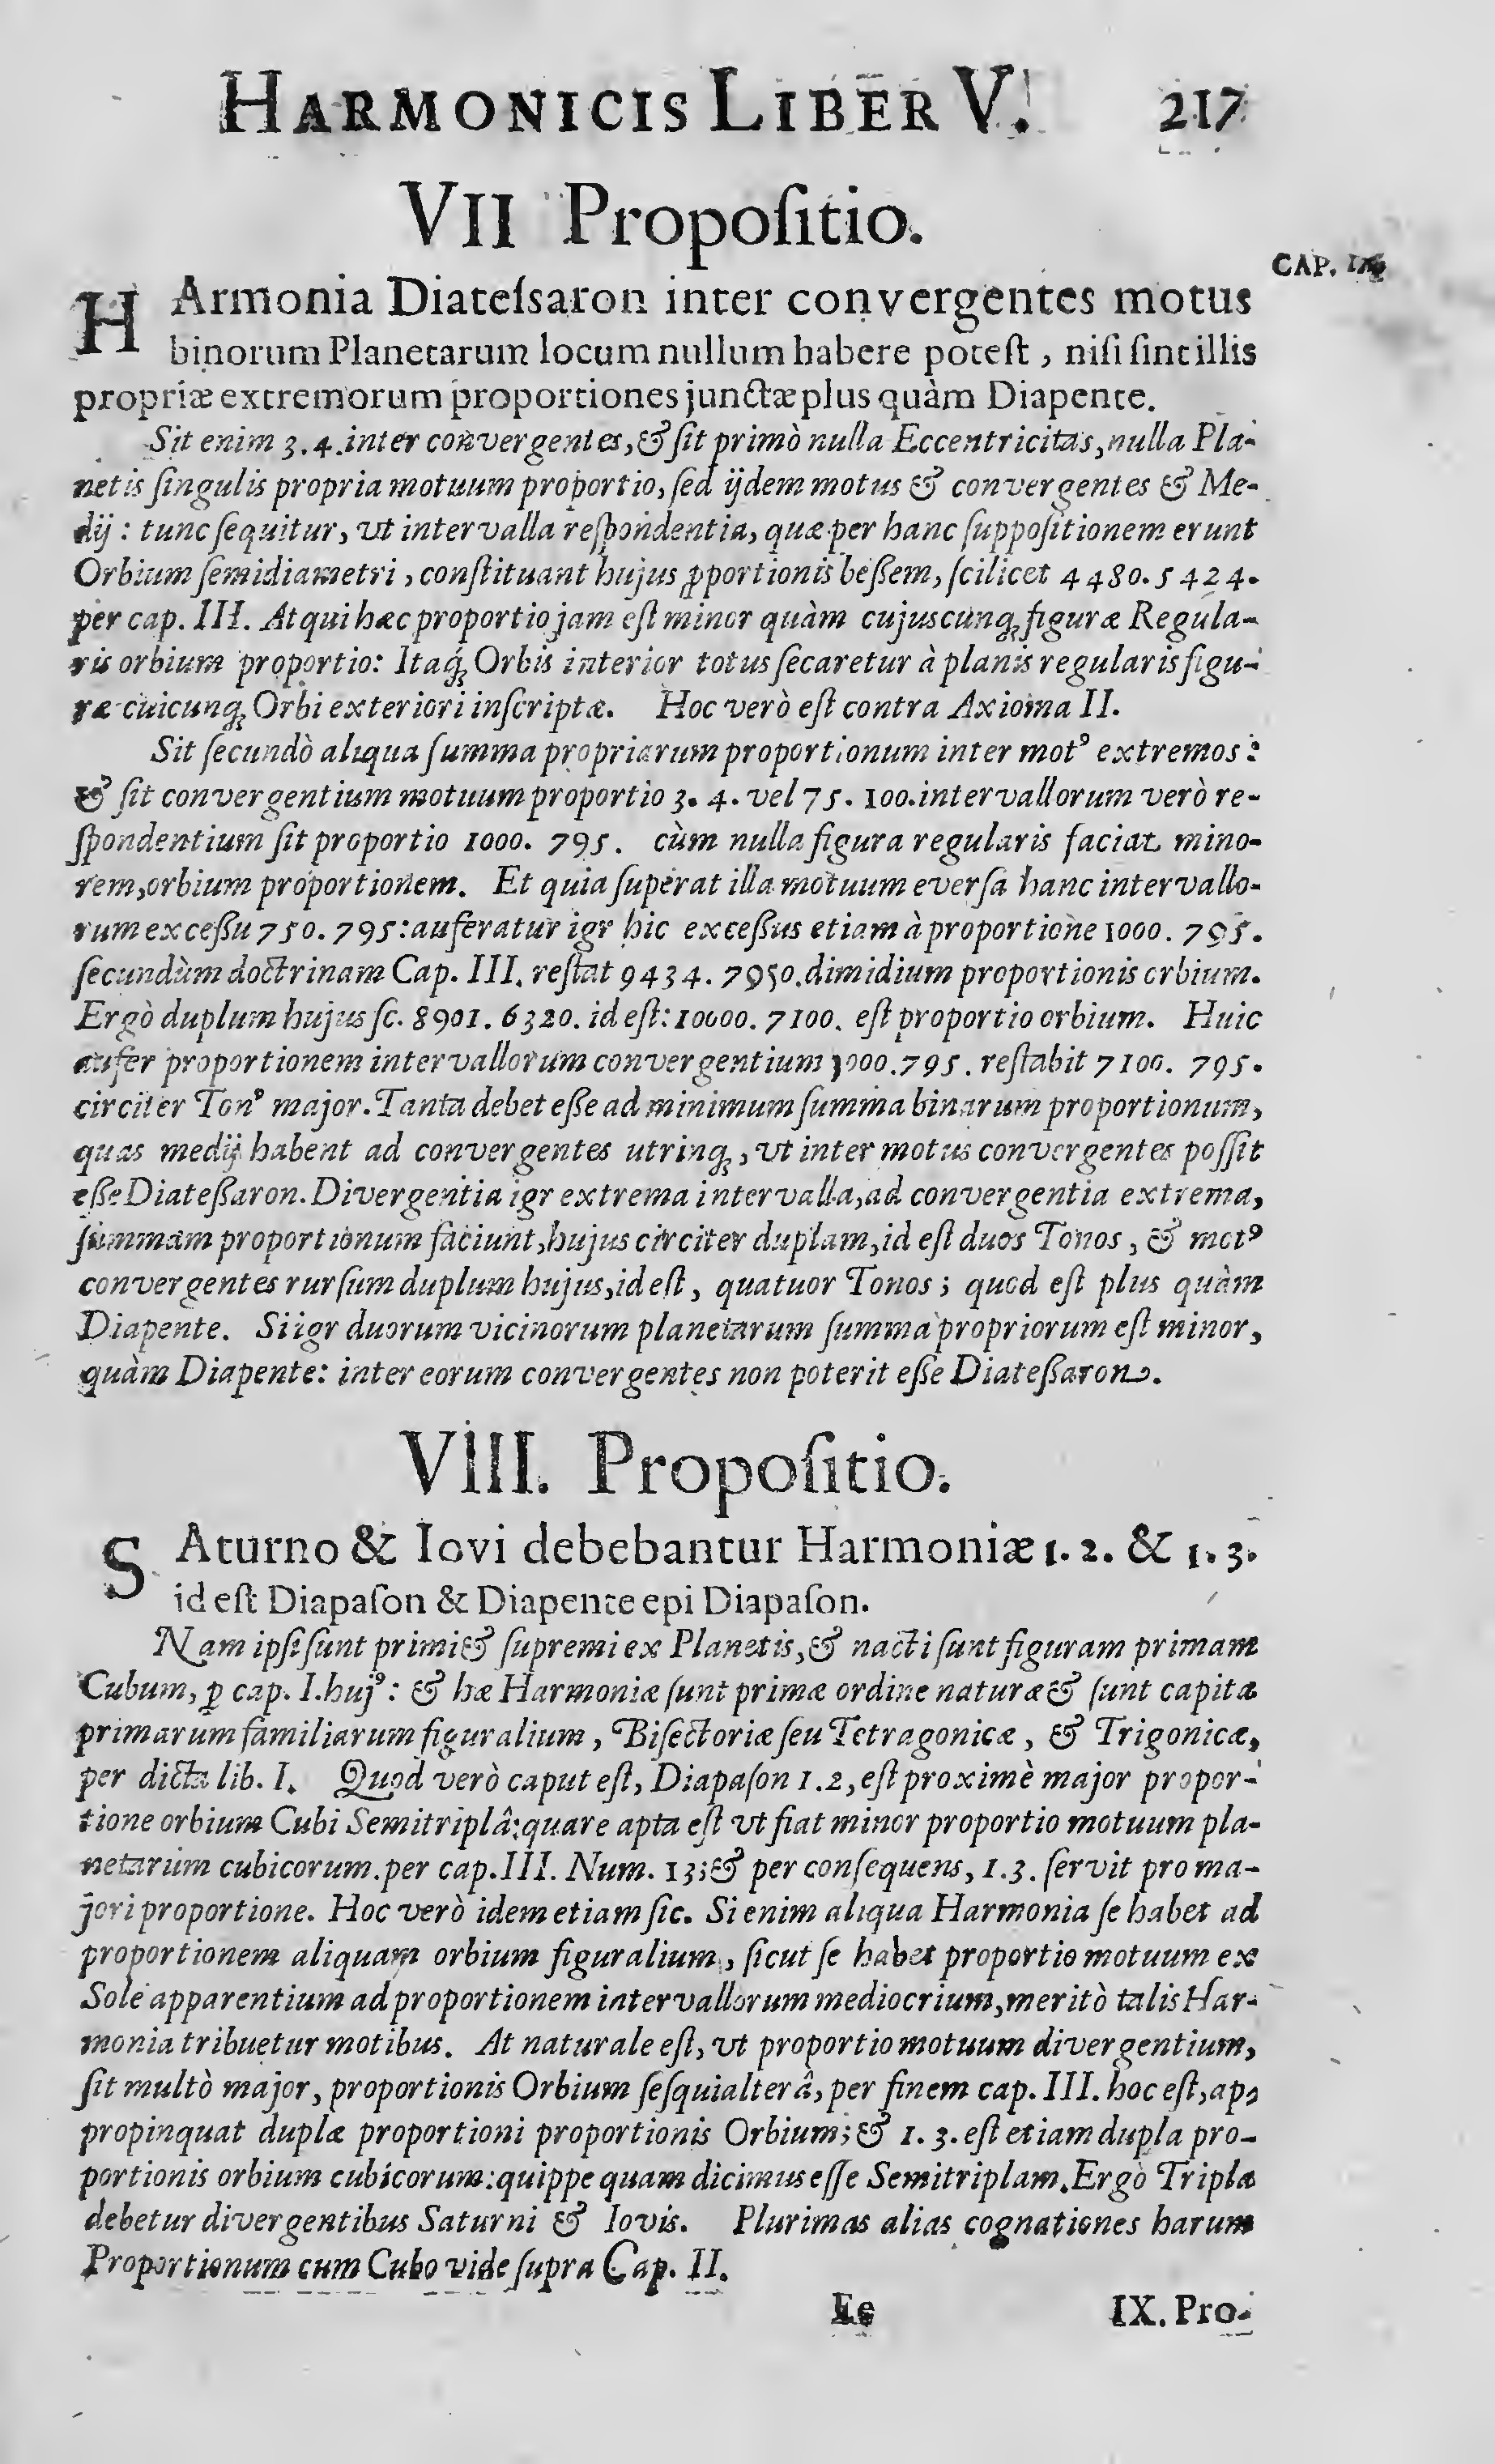 HARMONICIS LIBER V. 217
VII Propoſitio.
CAP.
HArmonia Diateſsaron inter convergentes motus
binorum Planetarum locum nullum habere poteſt, niſi ſint illis
propriæ extremorum proportiones junctæ plus quàm Diapente.
Sit enim 3. 4. inter convergentes, & ſit primò nulla Eccentricitas, nulla Pla-
netis ſingulis propria motuum proportio, ſed ijdem motus & convergentes & Me-
dij: tunc ſequitur, ut intervalla reſpondentia, quæ per hanc ſuppoſitionem erunt
Orbium ſemidiametri, conſtituant hujus ꝓportionis beßem, ſcilicet 4480. 5424.
per cap. III. Atqui hæc proportio jam eſt minor quàm cujuscunqꝫ figuræ Regula-
ris orbium proportio: Itaqꝫ́ Orbis interior totus ſecaretur à planis regularis figu-
ræ cuicunqꝫ Orbi exteriori inſcriptæ. Hoc verò eſt contra Axioma II.
Sit ſecundò aliqua ſumma propriarum proportionum inter motꝰ extremos:
& ſit convergentium motuum proportio 3. 4. vel 75. 100. intervallorum verò re-
ſpondentium ſit proportio 1000. 795. cùm nulla figura regularis faciat mino-
rem, orbium proportionem. Et quia ſuperat illa motuum everſa hanc intervallo-
rum exceßu 750. 795: auferatur igr hic exceßus etiam à proportione 1000. 795.
ſecundùm doctrinam Cap. III. reſtat 9434. 7950. dimidium proportionis orbium.
Ergò duplum hujus ſc. 8901. 6320. id eſt: 10000. 7100. eſt proportio orbium. Huic
aufer proportionem intervallorum convergentium 1000. 795. reſtabit 7100. 795.
circiter Tonꝰ major. Tanta debet eße ad minimum ſumma binarum proportionum,
quas medij habent ad convergentes utrinqꝫ, ut inter motus convergentes poſſit
eße Diateßaron. Divergentia igr extrema intervalla, ad convergentia extrema,
ſummam proportionum faciunt, hujus circiter duplam, id eſt duos Tonos, & motꝰ
convergentes rurſum duplum hujus, id eſt, quatuor Tonos; quod eſt plus quàm
Diapente. Si igr duorum vicinorum planetarum ſumma propriorum eſt minor,
quàm Diapente: inter eorum convergentes non poterit eſſe Diateßaron.
VIII. Propoſitio.
SAturno & Iovi debebantur Harmoniæ 1. 2. & 1. 3.
id eſt Diapaſon & Diapente epi Diapaſon.
Nam ipſi ſunt primi & ſupremi ex Planetis, & nacti ſunt figuram primam
Cubum, ꝑ cap. I. hujꝰ: & hæ Harmoniæ ſunt primæ ordine naturæ & ſunt capita
primarum familiarum figuralium, Biſectoriæ ſeu Tetragonicæ, & Trigonicæ,
per dicta lib. I. Quod verò caput eſt, Diapaſon 1. 2, eſt proximè major propor-
tione orbium Cubi Semitriplâ; quare apta eſt ut fiat minor proportio motuum pla-
netarum cubicorum. per cap. III. Num. 13; & per conſequens, 1. 3. ſervit pro ma-
jori proportione. Hoc verò idem etiam ſic. Si enim aliqua Harmonia ſe habet ad
proportionem aliquam orbium figuralium, ſicut ſe habet proportio motuum ex
Sole apparentium ad proportionem intervallorum mediocrium, meritò talis Har-
monia tribuetur motibus. At naturale eſt, ut proportio motuum divergentium,
ſit multò major, proportionis Orbium ſeſquialterâ, per finem cap. III. hoc eſt, ap-
propinquat duplæ proportioni proportionis Orbium; & 1. 3. eſt etiam dupla pro-
portionis orbium cubicorum: quippe quam dicimus eſſe Semitriplam. Ergò Tripla
debetur divergentibus Saturni & Iovis. Plurimas alias cognationes harum
Proportionum cum Cubo vide ſupra Cap. II.
Ee IX. Pro-